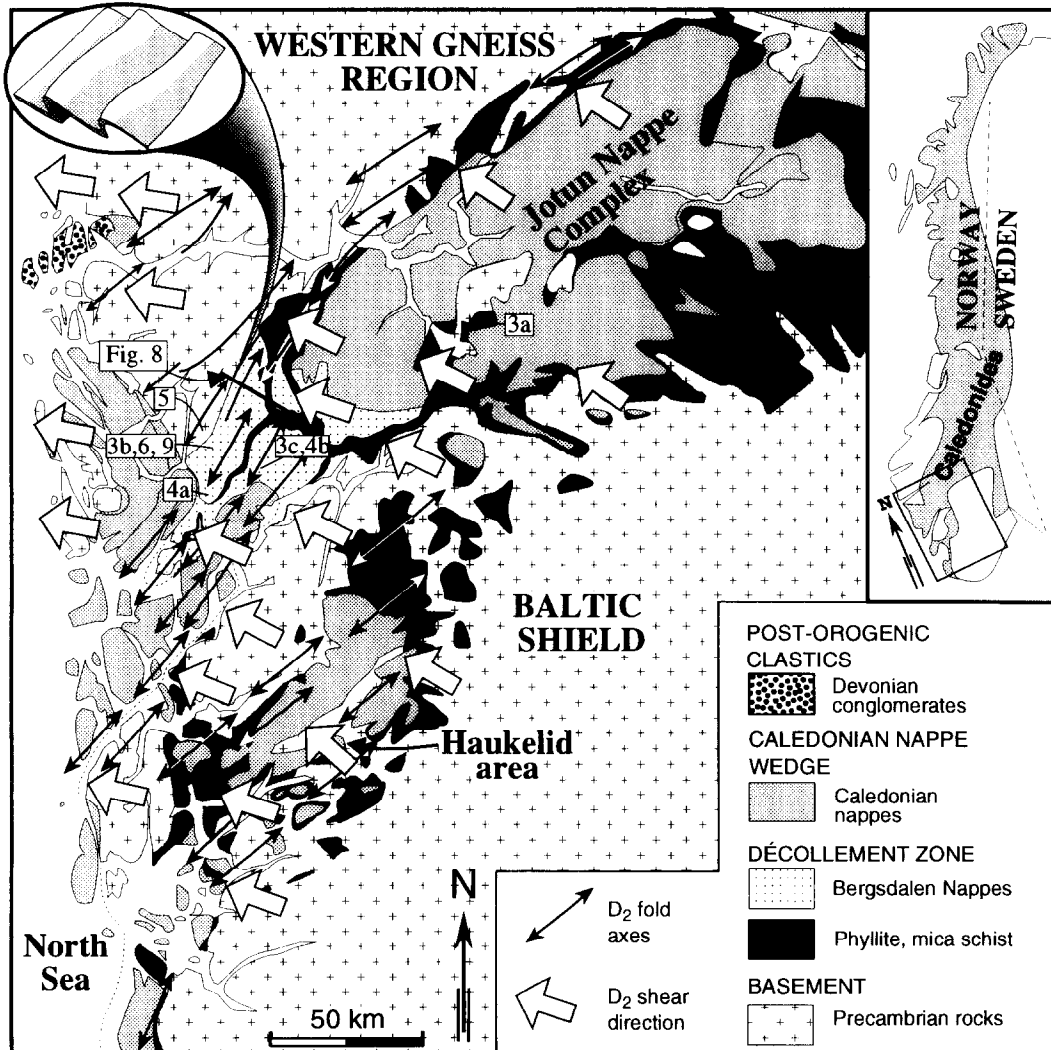 WESTERN GNEISS
REGION
Jotun Nappe
Complex
3a
Fig. 8
5
3b,6, 9
3c,4b
4a
BALTIC
SHIELD
Haukelid
area
North
Sea
N
50 km
D2 fold
axes
D2 shear
direction
NORWAY
SWEDEN
Caledonides
N
POST-OROGENIC
CLASTICS
Devonian
conglomerates
CALEDONIAN NAPPE
WEDGE
Caledonian
nappes
DÉCOLLEMENT ZONE
Bergsdalen Nappes
Phyllite, mica schist
BASEMENT
Precambrian rocks